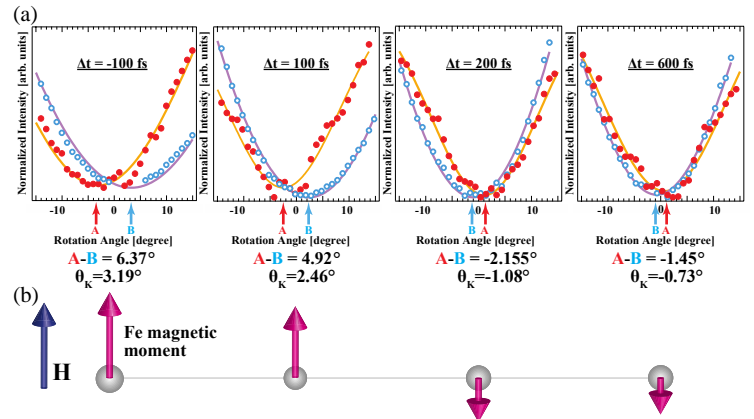 (a)
Normalized Intensity [arb. units]
Δt = -100 fs
-10 0 10
A B
Rotation Angle [degree]
A-B = 6.37°
θK=3.19°
Normalized Intensity [arb. units]
Δt = 100 fs
-10 0 10
A B
Rotation Angle [degree]
A-B = 4.92°
θK=2.46°
Normalized Intensity [arb. units]
Δt = 200 fs
-10 0 10
B A
Rotation Angle [degree]
A-B = -2.155°
θK=-1.08°
Normalized Intensity [arb. units]
Δt = 600 fs
-10 0 10
B A
Rotation Angle [degree]
A-B = -1.45°
θK=-0.73°
(b)
H
Fe magnetic
moment